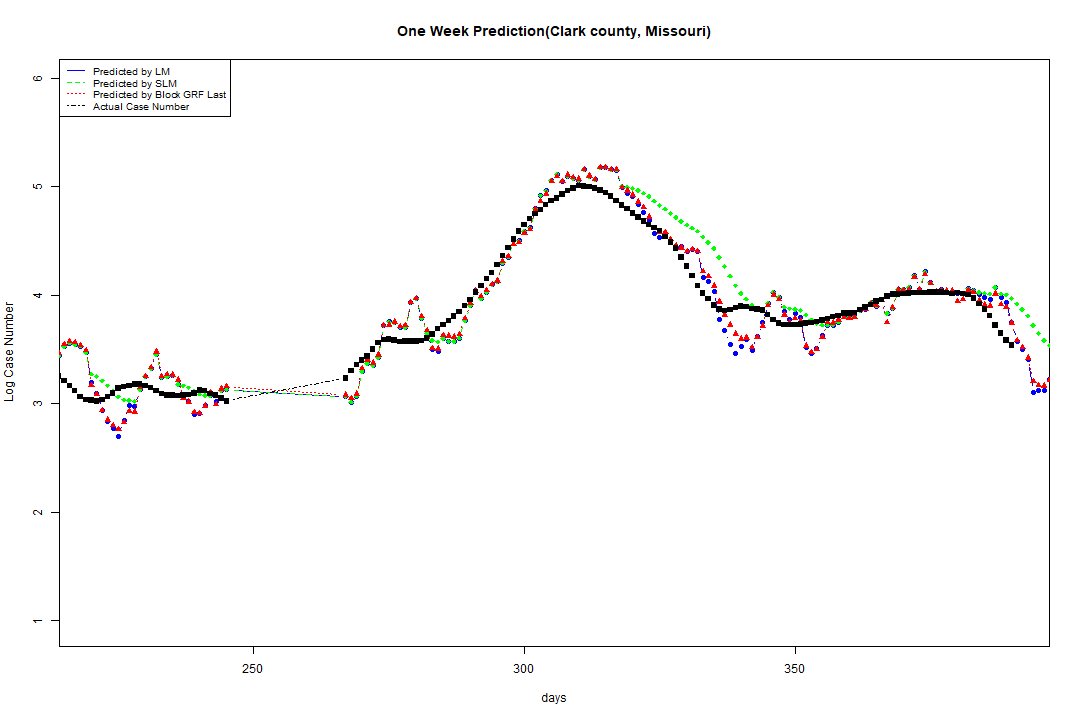 One Week Prediction(Clark county, Missouri)
Predicted by LM
Predicted by SLM
Predicted by Block GRF Last
Actual Case Number
Log Case Number
6
5
4
3
2
1
250
300
350
days